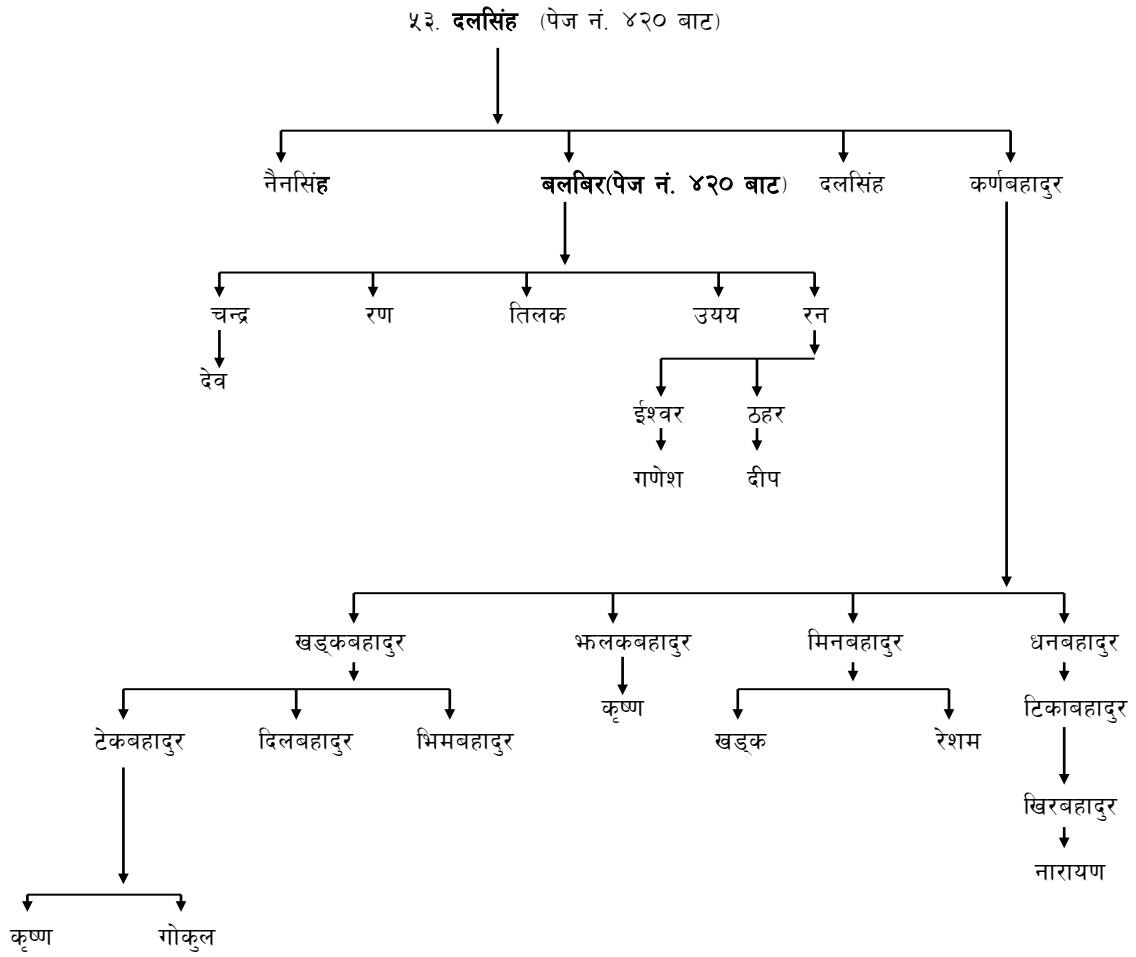 ५३. दलसिंह (पेज नं. ४२० बाट)
नैनसिंह बलबिर(पेज नं. ४२० बाट) दलसिंह कर्णबहादुर
चन्द्र रण तिलक उयय रन
देव
ईश्वर ठहर
गणेश दीप
खड्कबहादुर झलकबहादुर मिनबहादुर धनबहादुर
कृष्ण टिकाबहादुर
टेकबहादुर दिलबहादुर भिमबहादुर खड्क रेशम
खिरबहादुर
नारायण
कृष्ण गोकुल